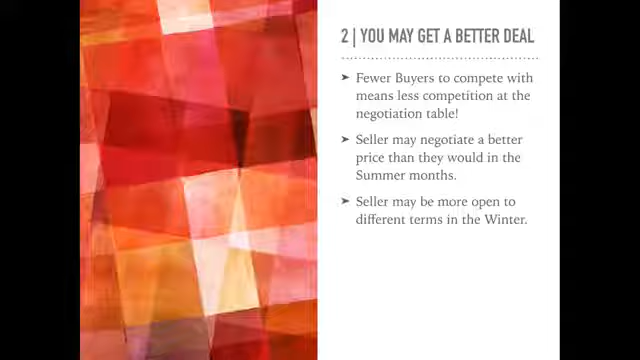 2 | YOU MAY GET A BETTER DEAL
➤ Fewer Buyers to compete with
means less competition at the
negotiation table!
➤ Seller may negotiate a better
price than they would in the
Summer months.
➤ Seller may be more open to
different terms in the Winter.